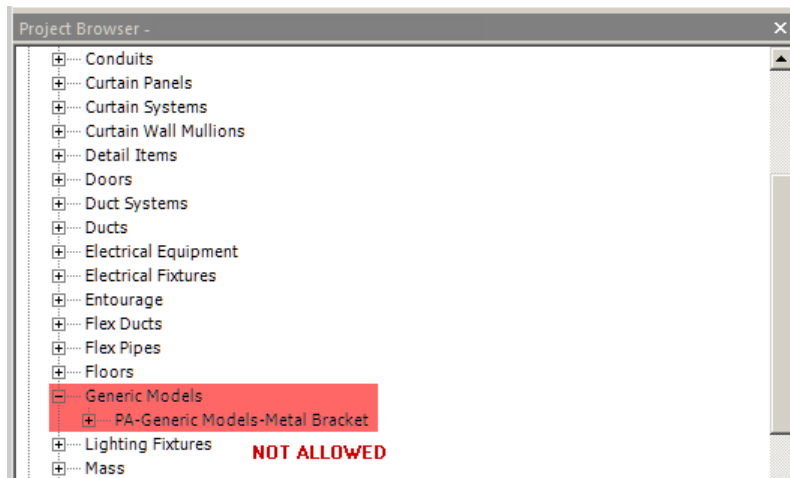 Project Browser -
Conduits
Curtain Panels
Curtain Systems
Curtain Wall Mullions
Detail Items
Doors
Duct Systems
Ducts
Electrical Equipment
Electrical Fixtures
Entourage
Flex Ducts
Flex Pipes
Floors
Generic Models
PA-Generic Models-Metal Bracket
Lighting Fixtures
NOT ALLOWED
Mass